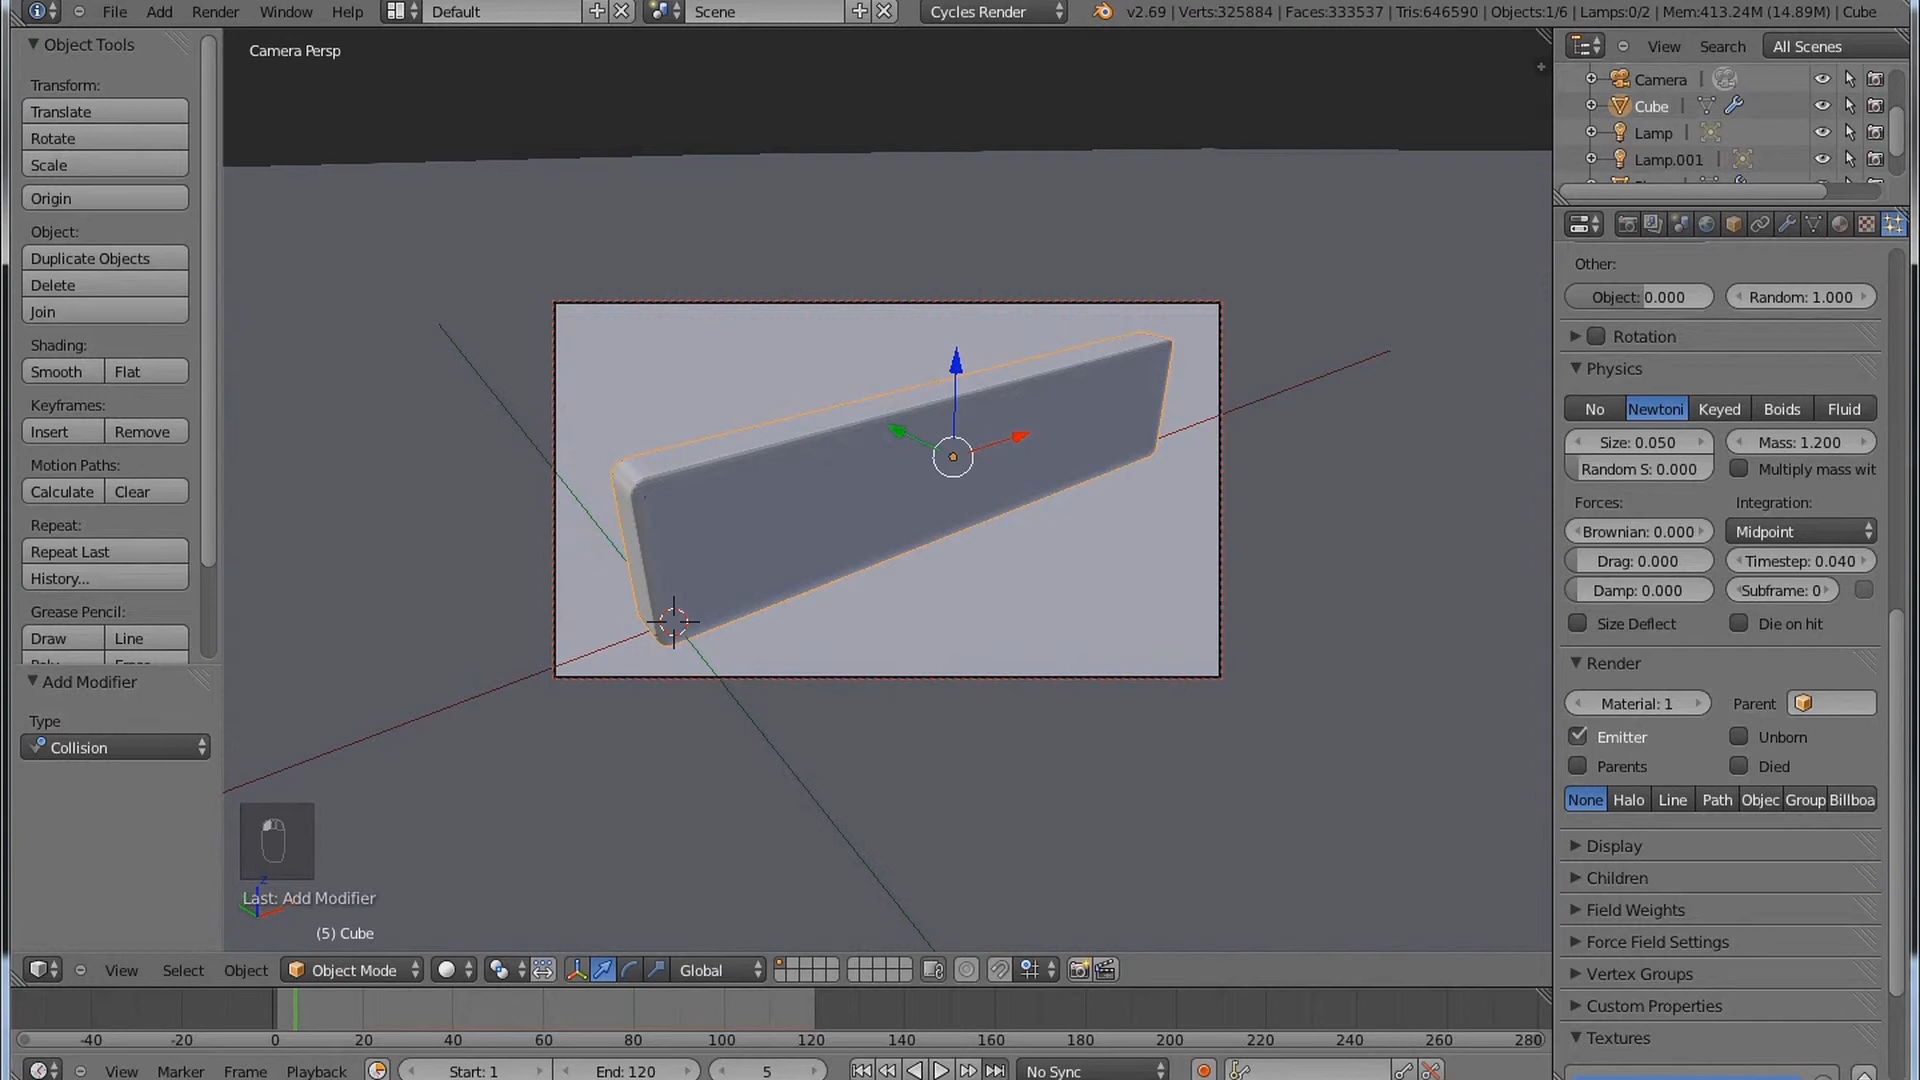 File Add Render Window Help Default Scene Cycles Render v2.69 | Verts:325884 | Faces:333537 | Tris:646590 | Objects:1/6 | Lamps:0/2 | Mem:413.24M (14.89M) | Cube
Object Tools
Transform:
Translate
Rotate
Scale
Origin
Object:
Duplicate Objects
Delete
Join
Shading:
Smooth Flat
Keyframes:
Insert Remove
Motion Paths:
Calculate Clear
Repeat:
Repeat Last
History...
Grease Pencil:
Draw Line
Add Modifier
Type
Collision
Camera Persp
Last: Add Modifier
(5) Cube
z
View Select Object Object Mode Global
-40 -20 0 20 40 60 80 100 120 140 160 180 200 220 240 260 280
View Marker Frame Playback Start: 1 End: 120 5 No Sync
View Search All Scenes
Camera
Cube
Lamp
Lamp.001
Other:
Object: 0.000 Random: 1.000
Rotation
Physics
No Newtoni Keyed Boids Fluid
Size: 0.050 Mass: 1.200
Random S: 0.000 Multiply mass wit
Forces: Integration:
Brownian: 0.000 Midpoint
Drag: 0.000 Timestep: 0.040
Damp: 0.000 Subframe: 0
Size Deflect Die on hit
Render
Material: 1 Parent
Emitter Unborn
Parents Died
None Halo Line Path Objec Group Billboa
Display
Children
Field Weights
Force Field Settings
Vertex Groups
Custom Properties
Textures